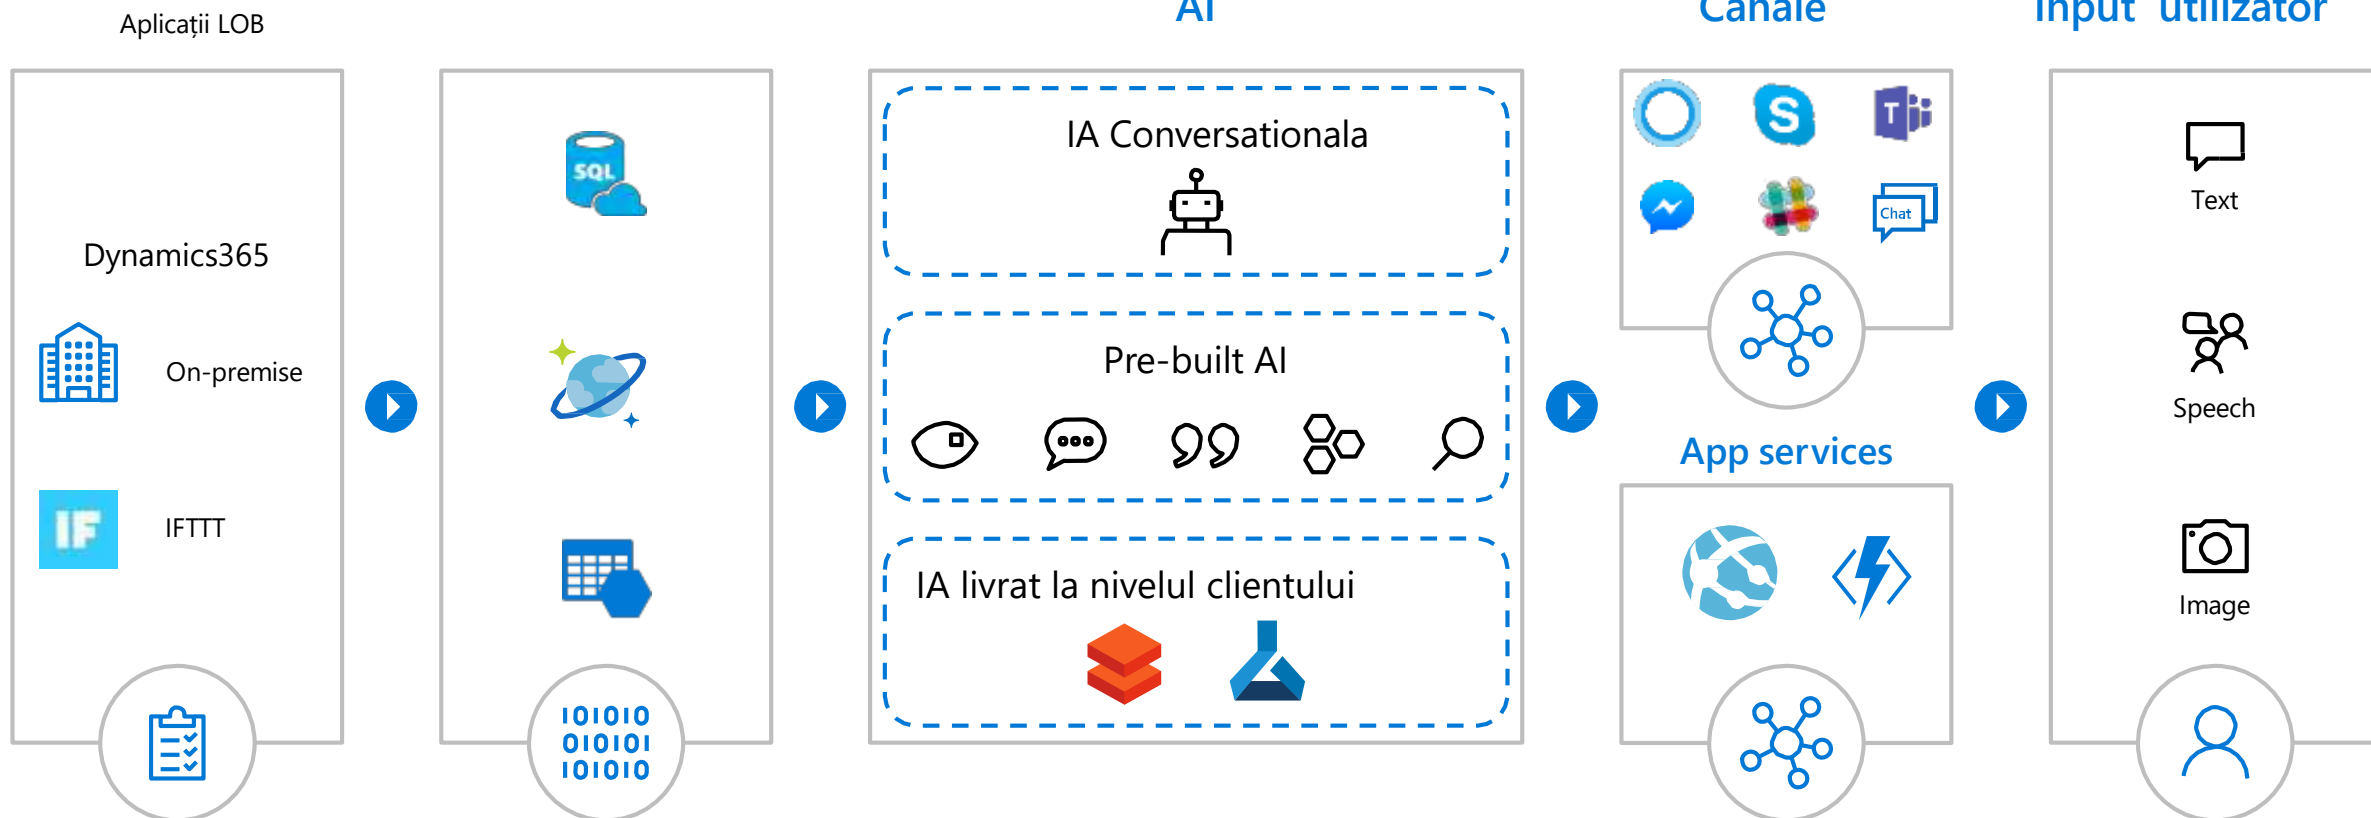 Aplicații LOB
AI
Canale
Input utilizator
Dynamics365
On-premise
IFTTT
IF
SQL
101010
010101
101010
IA Conversationala
Pre-built AI
IA livrat la nivelul clientului
S
T
Chat
App services
Text
Speech
Image